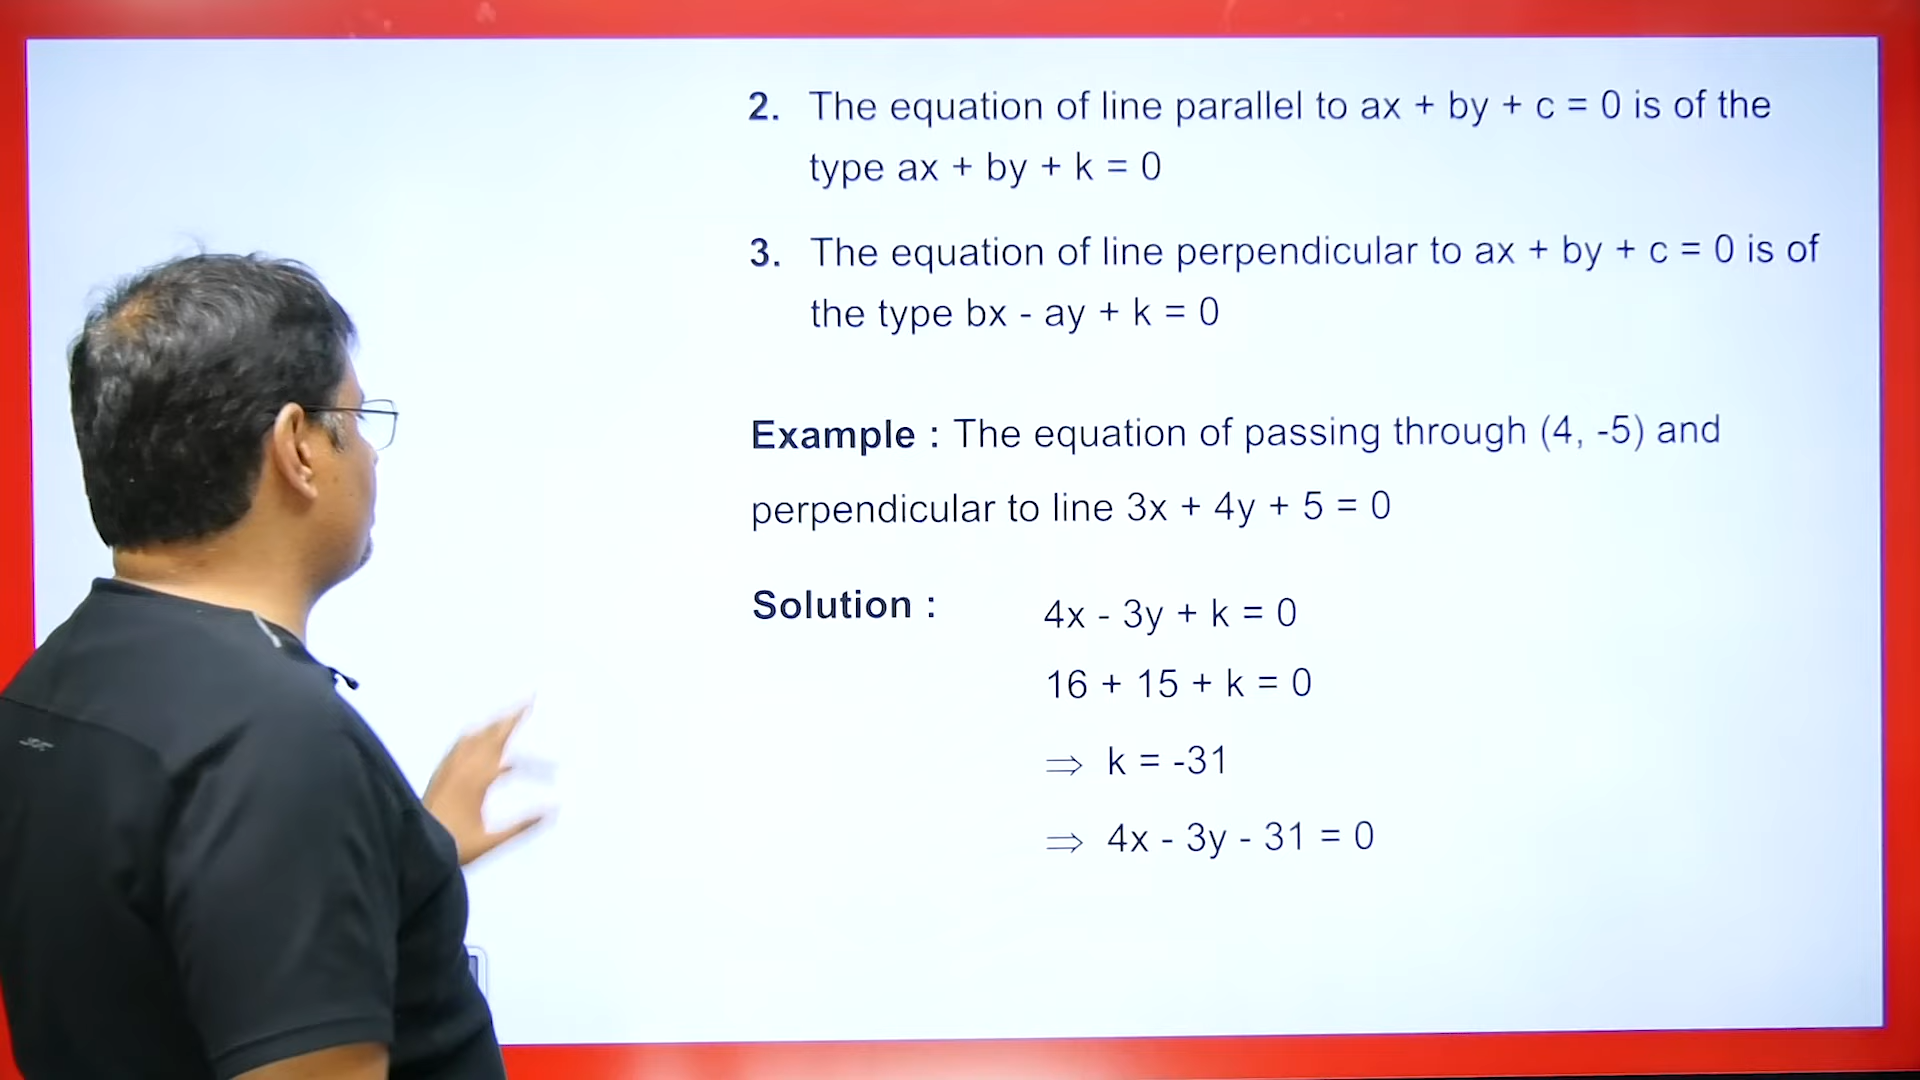 2. The equation of line parallel to ax + by + c = 0 is of the
type ax + by + k = 0
3. The equation of line perpendicular to ax + by + c = 0 is of
the type bx - ay + k = 0
Example : The equation of passing through (4, -5) and
perpendicular to line 3x + 4y + 5 = 0
Solution : 4x - 3y + k = 0
16 + 15 + k = 0
⇒ k = -31
⇒ 4x - 3y - 31 = 0